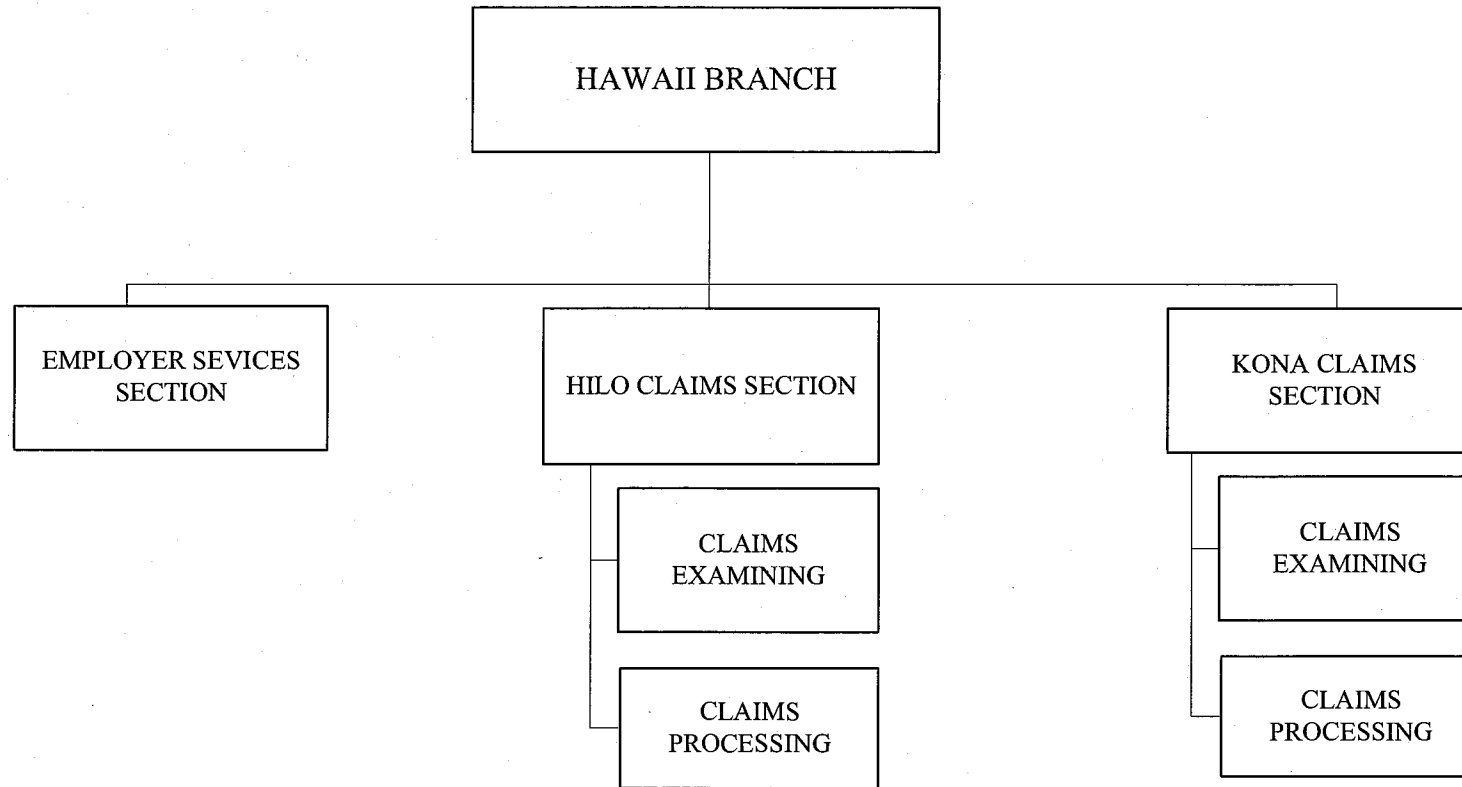 HAWAII BRANCH
EMPLOYER SEVICES
SECTION
HILO CLAIMS SECTION
KONA CLAIMS
SECTION
CLAIMS
EXAMINING
CLAIMS
PROCESSING
CLAIMS
EXAMINING
CLAIMS
PROCESSING